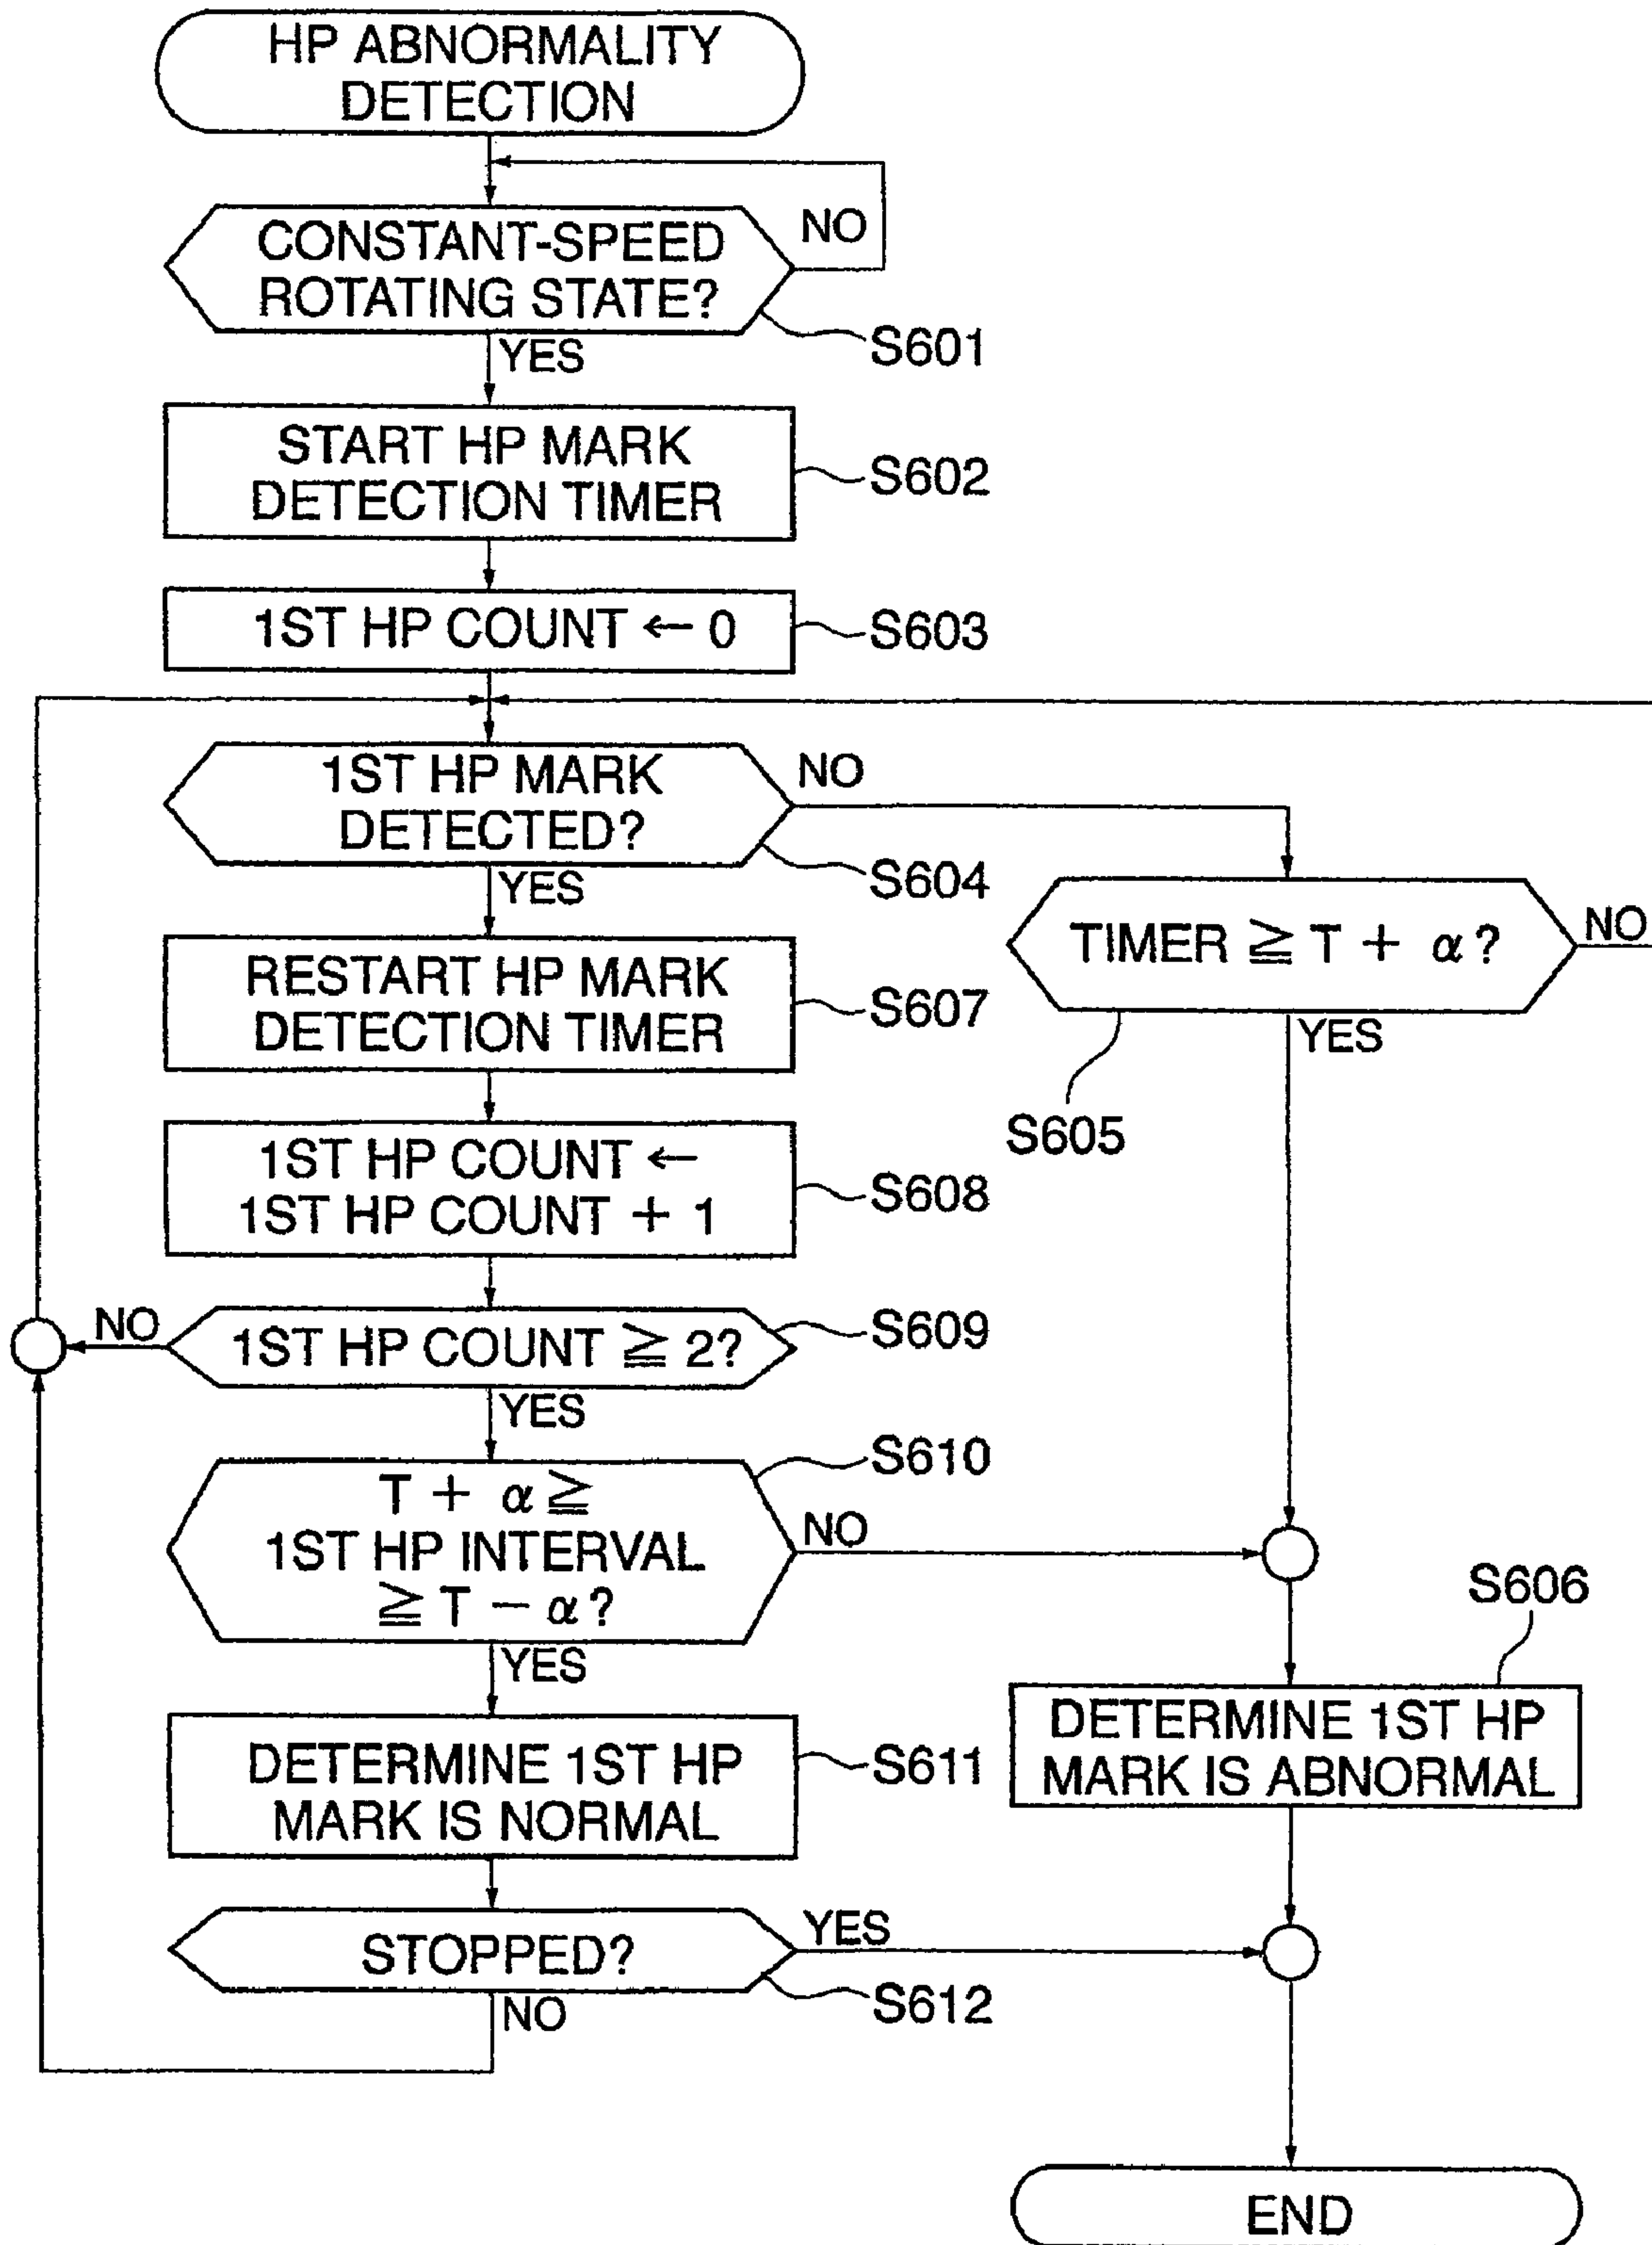 HP ABNORMALITY
DETECTION
CONSTANT-SPEED
ROTATING STATE?
NO
S601
YES
START HP MARK
DETECTION TIMER
S602
1ST HP COUNT ← 0
S603
1ST HP MARK
DETECTED?
NO
S604
YES
TIMER ≧ T + α?
NO
S605
YES
RESTART HP MARK
DETECTION TIMER
S607
1ST HP COUNT ←
1ST HP COUNT + 1
S608
NO
1ST HP COUNT ≧ 2?
S609
YES
T + α ≧
1ST HP INTERVAL
≧ T − α?
S610
NO
YES
S606
DETERMINE 1ST HP
MARK IS ABNORMAL
DETERMINE 1ST HP
MARK IS NORMAL
S611
STOPPED?
YES
S612
NO
END